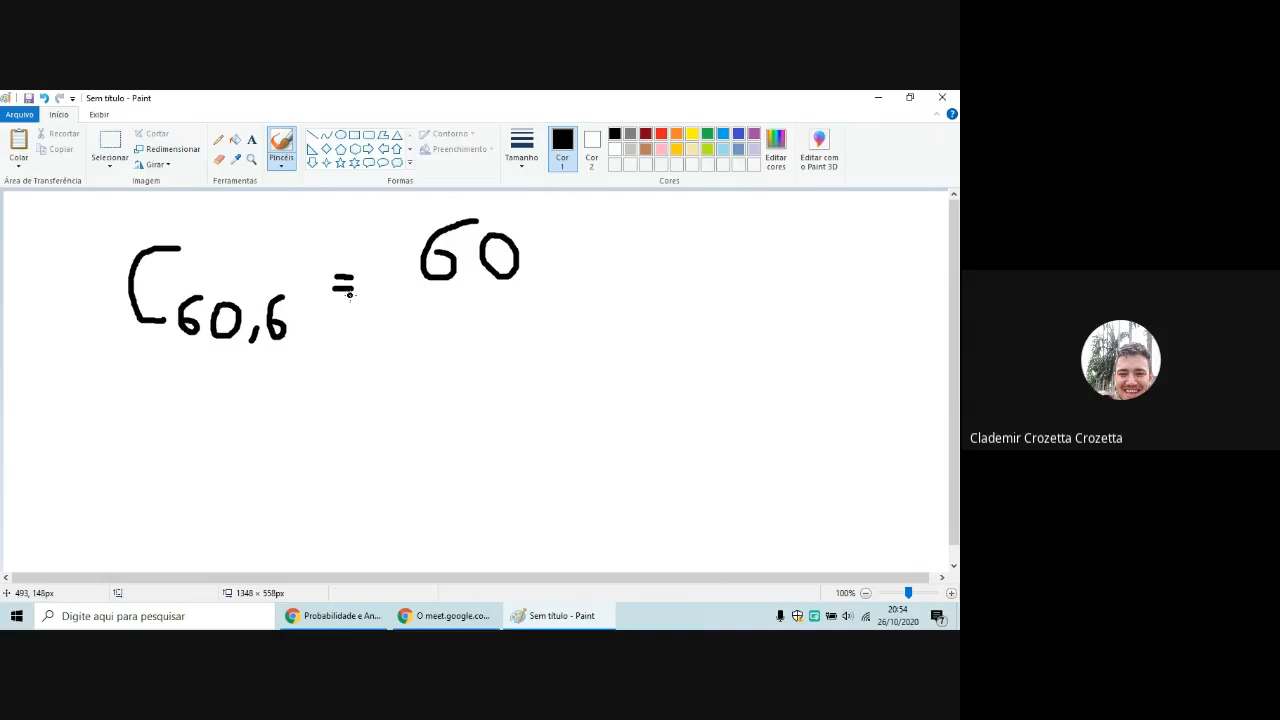 Sem título - Paint
Arquivo
Início
Exibir
Colar
Recortar
Copiar
Área de Transferência
Selecionar
Cortar
Redimensionar
Girar
Imagem
A
Ferramentas
Pincéis
Contorno
Preenchimento
Formas
Tamanho
Cor 1
Cor 2
Editar cores
Cores
Editar com o Paint 3D
C60,6 = 60
Clademir Crozetta Crozetta
493, 148px
1348 × 558px
100%
Digite aqui para pesquisar
Probabilidade e An...
O meet.google.co...
Sem título - Paint
20:54
26/10/2020
7